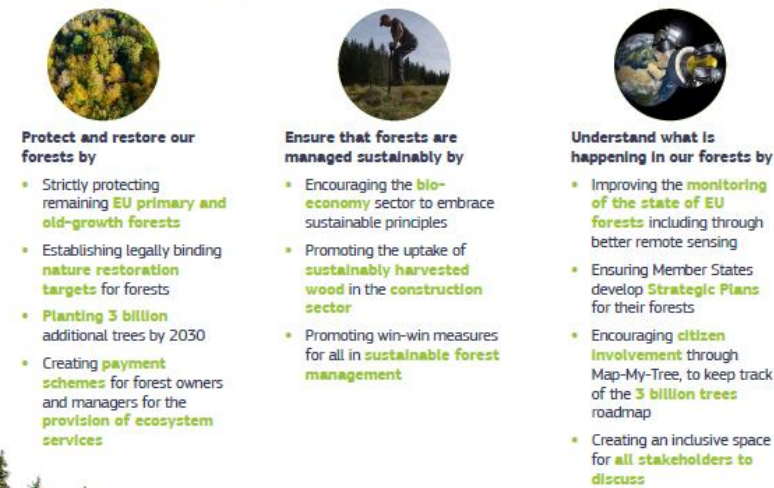 Protect and restore our
forests by
• Strictly protecting
remaining EU primary and
old-growth forests
• Establishing legally binding
nature restoration
targets for forests
• Planting 3 billion
additional trees by 2030
• Creating payment
schemes for forest owners
and managers for the
provision of ecosystem
services
Ensure that forests are
managed sustainably by
• Encouraging the bio-
economy sector to embrace
sustainable principles
• Promoting the uptake of
sustainably harvested
wood in the construction
sector
• Promoting win-win measures
for all in sustainable forest
management
Understand what is
happening in our forests by
• Improving the monitoring
of the state of EU
forests including through
better remote sensing
• Ensuring Member States
develop Strategic Plans
for their forests
• Encouraging citizen
involvement through
Map-My-Tree, to keep track
of the 3 billion trees
roadmap
• Creating an inclusive space
for all stakeholders to
discuss